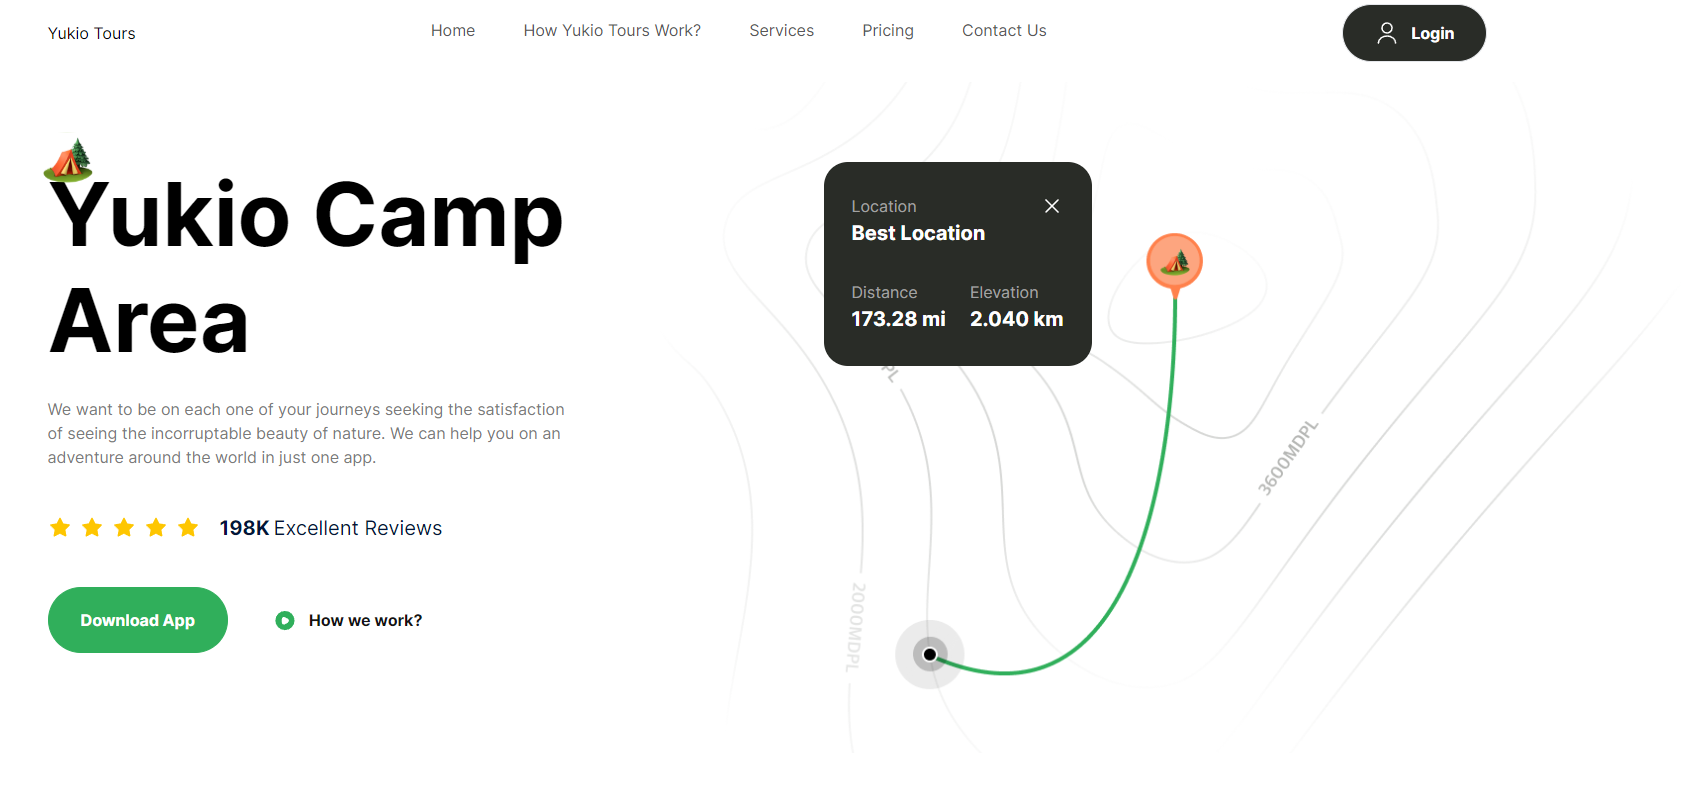 Yukio Tours
Home
How Yukio Tours Work?
Services
Pricing
Contact Us
Login
Yukio Camp
Area
We want to be on each one of your journeys seeking the satisfaction
of seeing the incorruptable beauty of nature. We can help you on an
adventure around the world in just one app.
198K Excellent Reviews
Download App
How we work?
Location
Best Location
Distance
Elevation
173.28 mi
2.040 km
PL
3600MDPL
2000MDPL